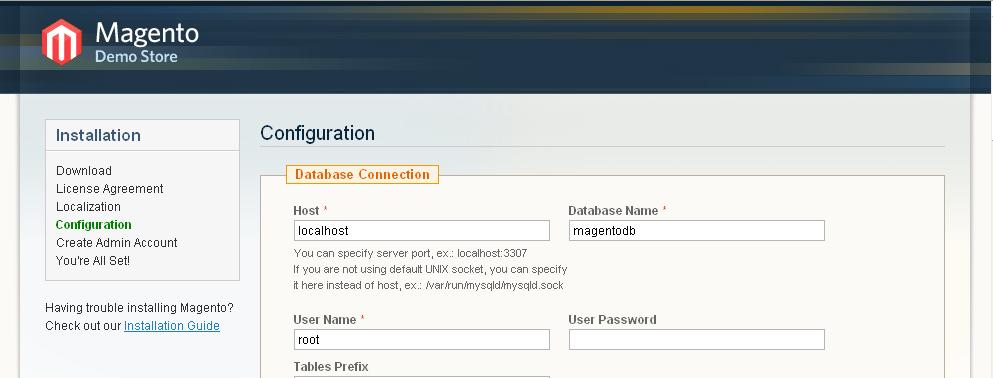 Magento
Demo Store
Installation
Download
License Agreement
Localization
Configuration
Create Admin Account
You're All Set!
Having trouble installing Magento?
Check out our Installation Guide
Configuration
Database Connection
Host *
Database Name *
localhost
magentodb
You can specify server port, ex.: localhost:3307
If you are not using default UNIX socket, you can specify
it here instead of host, ex.: /var/run/mysqld/mysqld.sock
User Name *
User Password
root
Tables Prefix